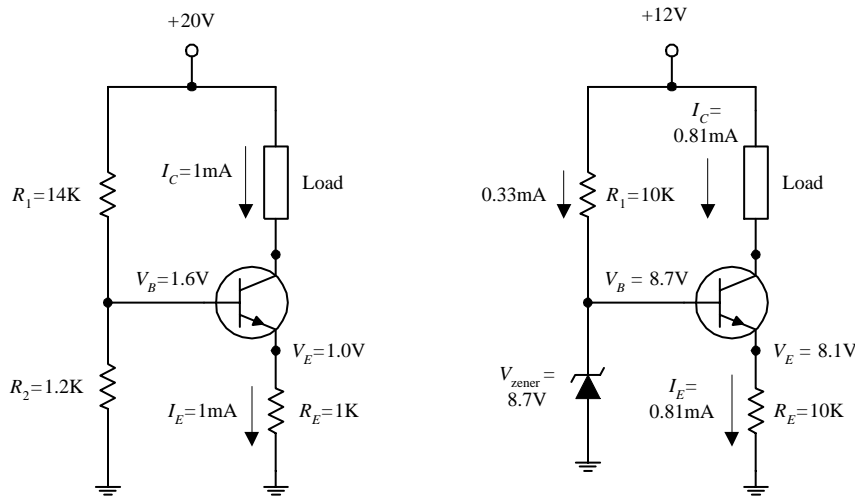 +20V
I_C=1mA
R_1=14K
Load
V_B=1.6V
V_E=1.0V
R_2=1.2K
I_E=1mA
R_E=1K
+12V
I_C=
0.81mA
0.33mA
R_1=10K
Load
V_B = 8.7V
V_E = 8.1V
V_zener =
8.7V
I_E=
0.81mA
R_E=10K